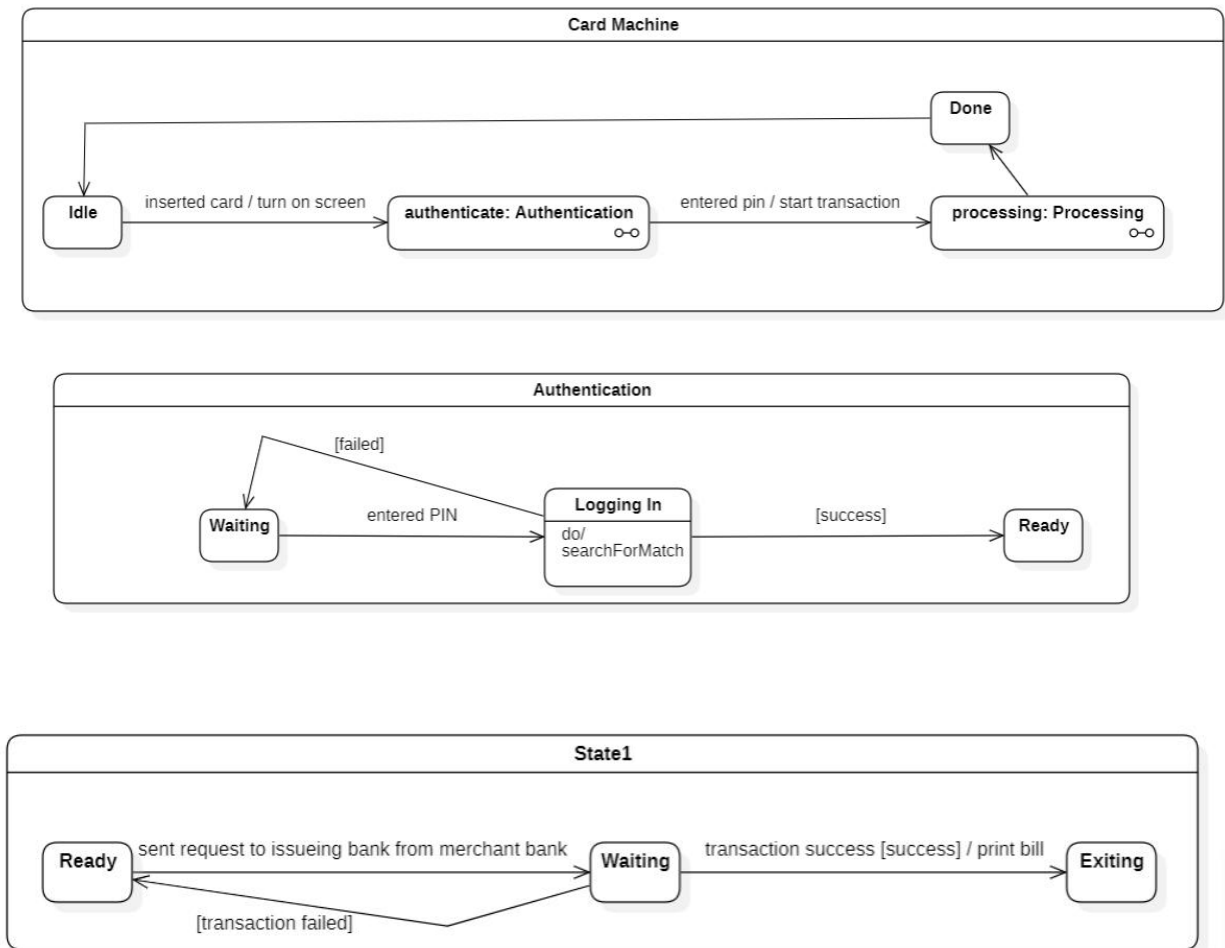 Card Machine
Done
inserted card / turn on screen
entered pin / start transaction
Idle
authenticate: Authentication
processing: Processing
Authentication
[failed]
Logging In
entered PIN
[success]
Waiting
Ready
do/
searchForMatch
State1
sent request to issueing bank from merchant bank
transaction success [success] / print bill
Ready
Waiting
Exiting
[transaction failed]